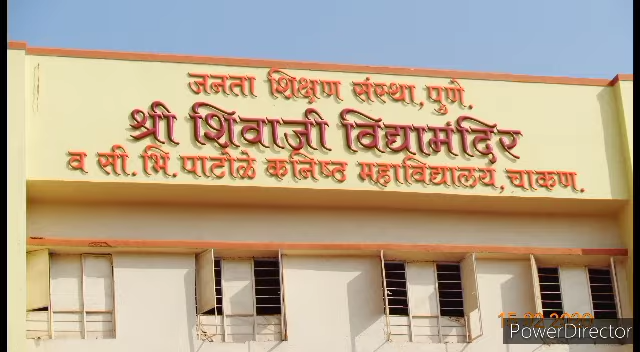 जनता शिक्षण संस्था, पुणे.
श्री शिवाजी विद्यामंदिर
व सी. भि. पाटोळे कनिष्ठ महाविद्यालय, चाकण.
PowerDirector